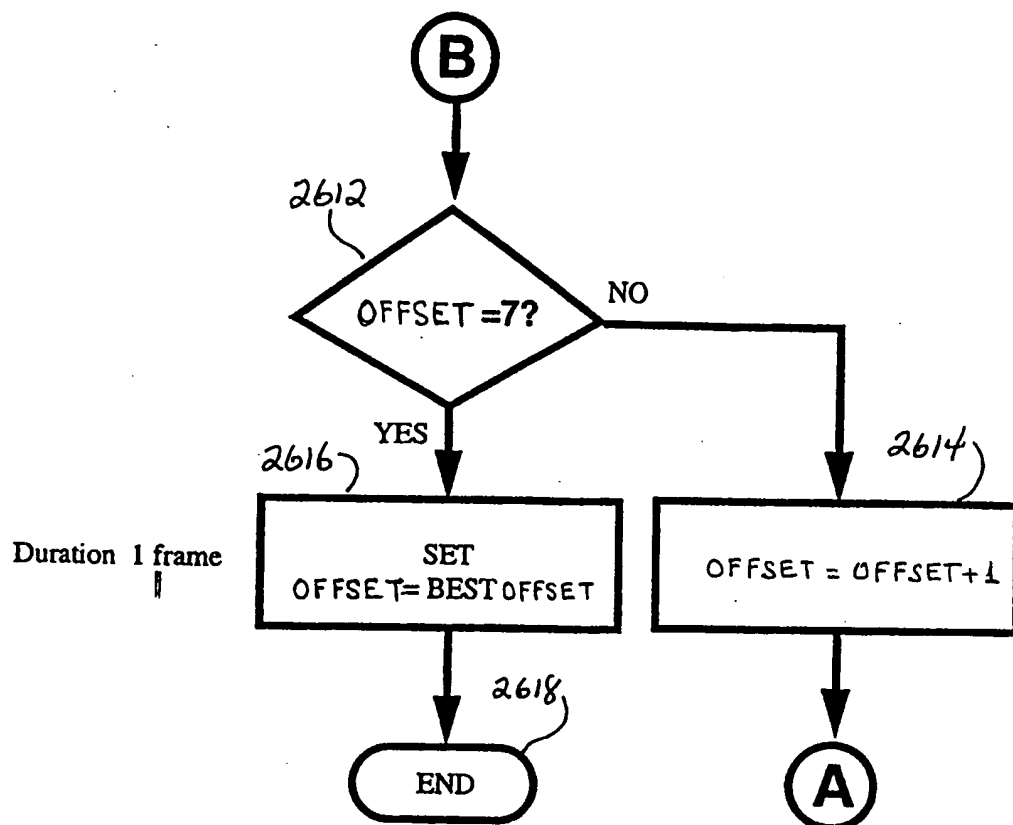 B
2612
OFFSET =7?
NO
YES
2616
2614
Duration 1 frame
SET
OFFSET= BEST OFFSET
OFFSET = OFFSET+1
2618
END
A